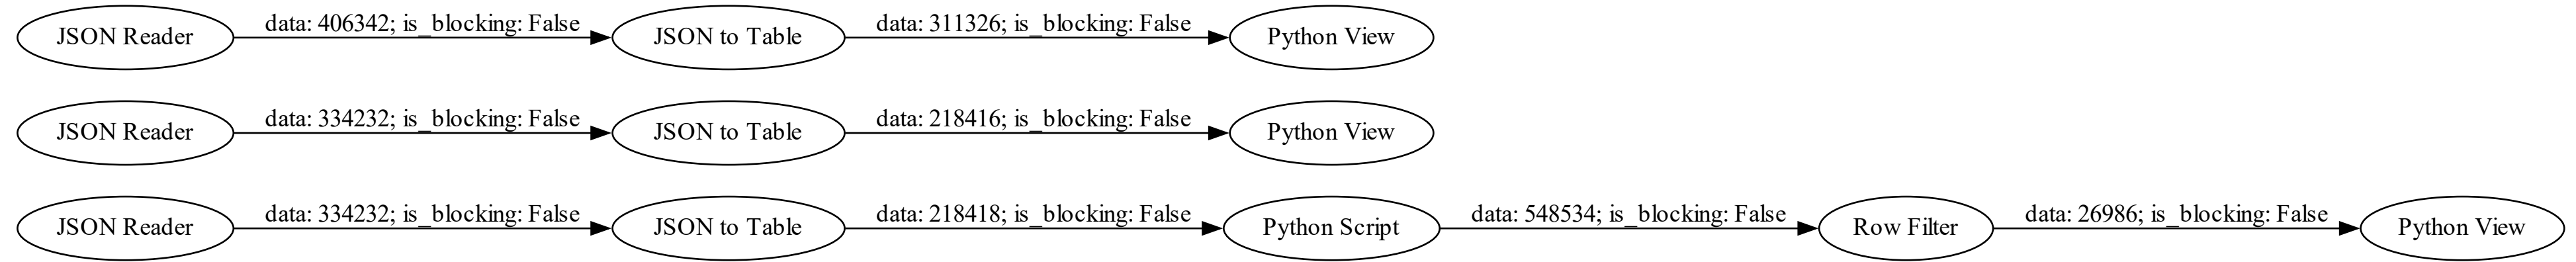 JSON Reader data: 406342; is_blocking: False JSON to Table data: 311326; is_blocking: False Python View
JSON Reader data: 334232; is_blocking: False JSON to Table data: 218416; is_blocking: False Python View
JSON Reader data: 334232; is_blocking: False JSON to Table data: 218418; is_blocking: False Python Script data: 548534; is_blocking: False Row Filter data: 26986; is_blocking: False Python View